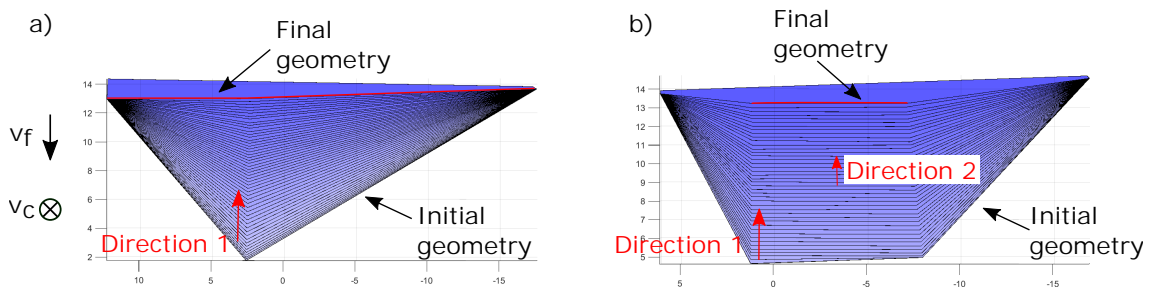 a)
Final
geometry
14
12
10
8
6
4
2
10
5
0
-5
-10
-15
vf
vc
Direction 1
Initial
geometry
b)
Final
geometry
14
13
12
11
10
9
8
7
6
5
5
0
-5
-10
-15
Direction 2
Direction 1
Initial
geometry